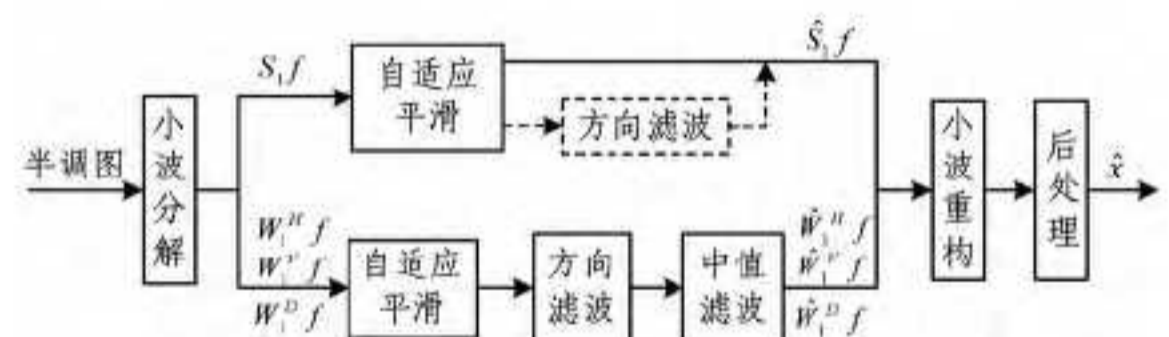 半调图
小波分解
S₁f
自适应
平滑
方向滤波
Ŝ₁f
W₁ᴴf
W₁ⱽf
W₁ᴰf
自适应
平滑
方向
滤波
中值
滤波
Ŵ₁ᴴf
Ŵ₁ⱽf
Ŵ₁ᴰf
小波重构
后处理
x̂